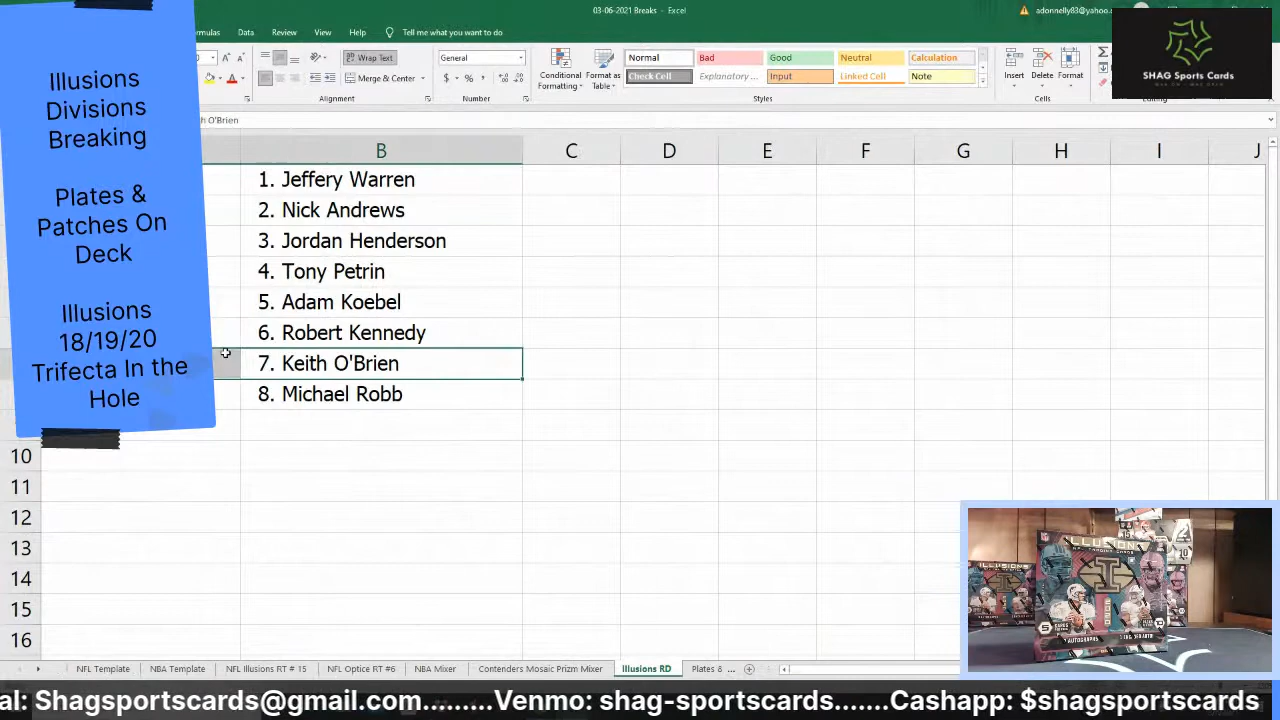 03-06-2021 Breaks - Excel
adonnelly83@yahoo.
Data
Review
View
Help
Tell me what you want to do
Wrap Text
General
Merge & Center
Conditional
Formatting
Format as
Table
Normal
Bad
Good
Neutral
Calculation
Check Cell
Explanatory ...
Input
Linked Cell
Note
Insert
Delete
Format
Alignment
Number
Styles
Cells
SHAG Sports Cards
h O'Brien
B
C
D
E
F
G
H
I
J
Illusions
Divisions
Breaking
Plates &
Patches On
Deck
Illusions
18/19/20
Trifecta In the
Hole
1. Jeffery Warren
2. Nick Andrews
3. Jordan Henderson
4. Tony Petrin
5. Adam Koebel
6. Robert Kennedy
7. Keith O'Brien
8. Michael Robb
10
11
12
13
14
15
16
ILLUSIONS
NFL Template
NBA Template
NFL Illusions RT # 15
NFL Optice RT #6
NBA Mixer
Contenders Mosaic Prizm Mixer
Illusions RD
Plates & ...
al: Shagsportscards@gmail.com.........Venmo: shag-sportscards.......Cashapp: $shagsportscards